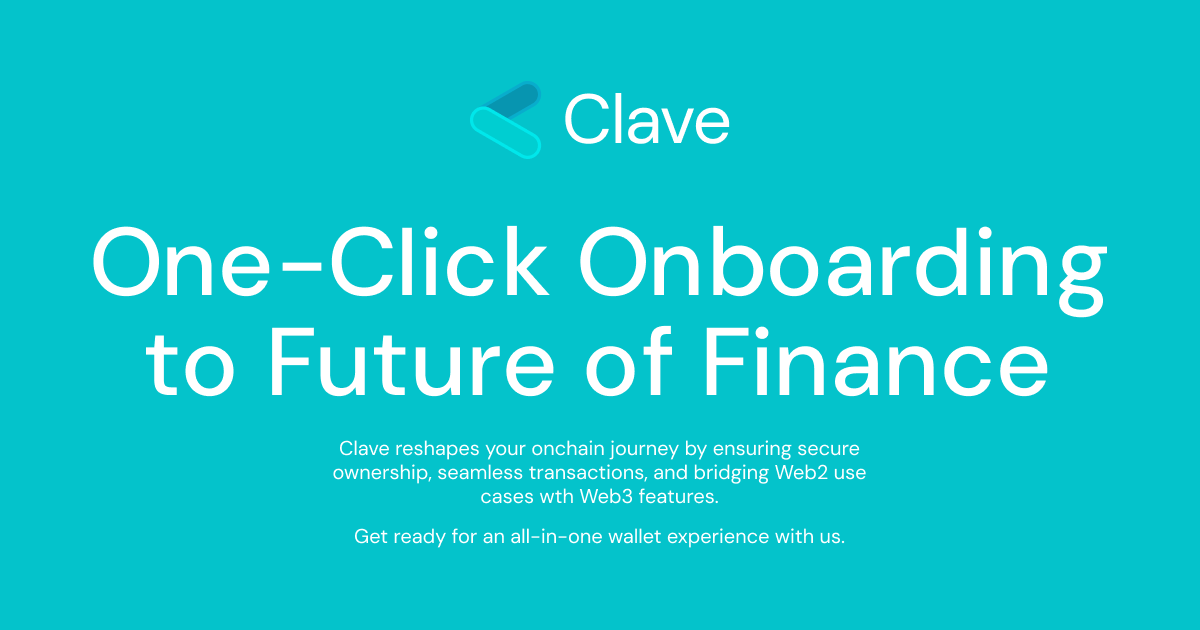 Clave
One-Click Onboarding
to Future of Finance
Clave reshapes your onchain journey by ensuring secure
ownership, seamless transactions, and bridging Web2 use
cases wth Web3 features.
Get ready for an all-in-one wallet experience with us.